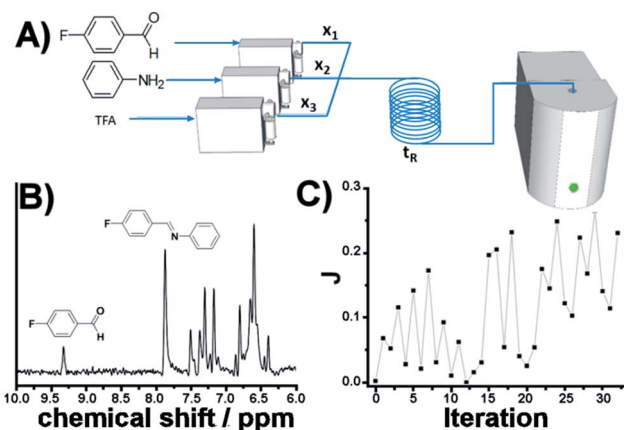 A)
F
O
H
x₁
NH₂
x₂
TFA
x₃
t_R
B)
F
N
F
O
H
10.0 9.5 9.0 8.5 8.0 7.5 7.0 6.5 6.0
chemical shift / ppm
C)
0.3
0.2
0.1
0.0
J
0 5 10 15 20 25 30
Iteration